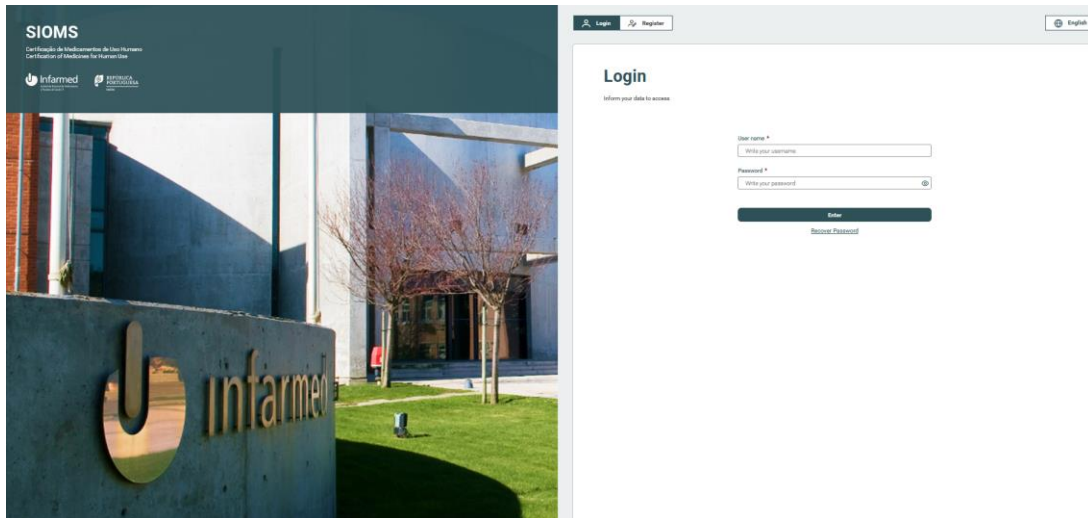 SIOMS
Certificação de Medicamentos de Uso Humano
Certification of Medicines for Human Use
Infarmed
REPÚBLICA
PORTUGUESA
infarmed
Login
Register
English
Login
Inform your data to access
User name *
Write your username
Password *
Write your password
Enter
Recover Password